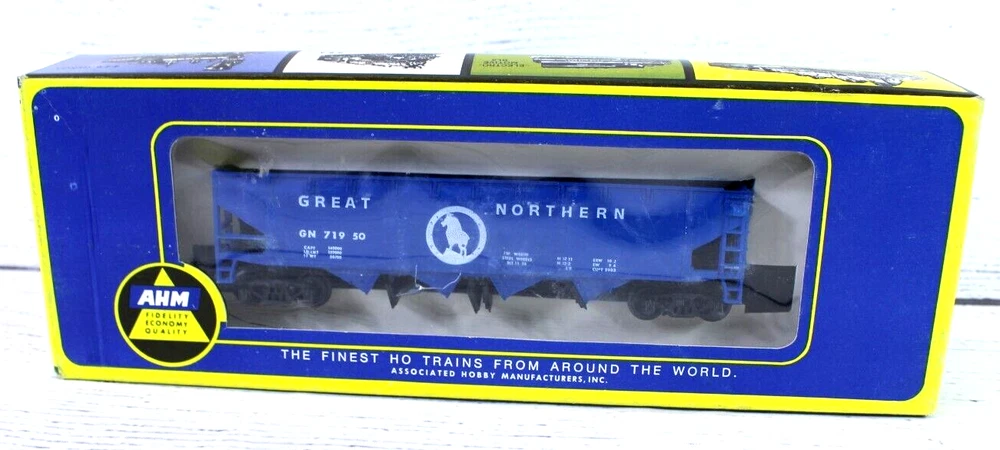 GREAT NORTHERN
GN 719 50
AHM
FIDELITY
ECONOMY
QUALITY
THE FINEST HO TRAINS FROM AROUND THE WORLD.
ASSOCIATED HOBBY MANUFACTURERS, INC.